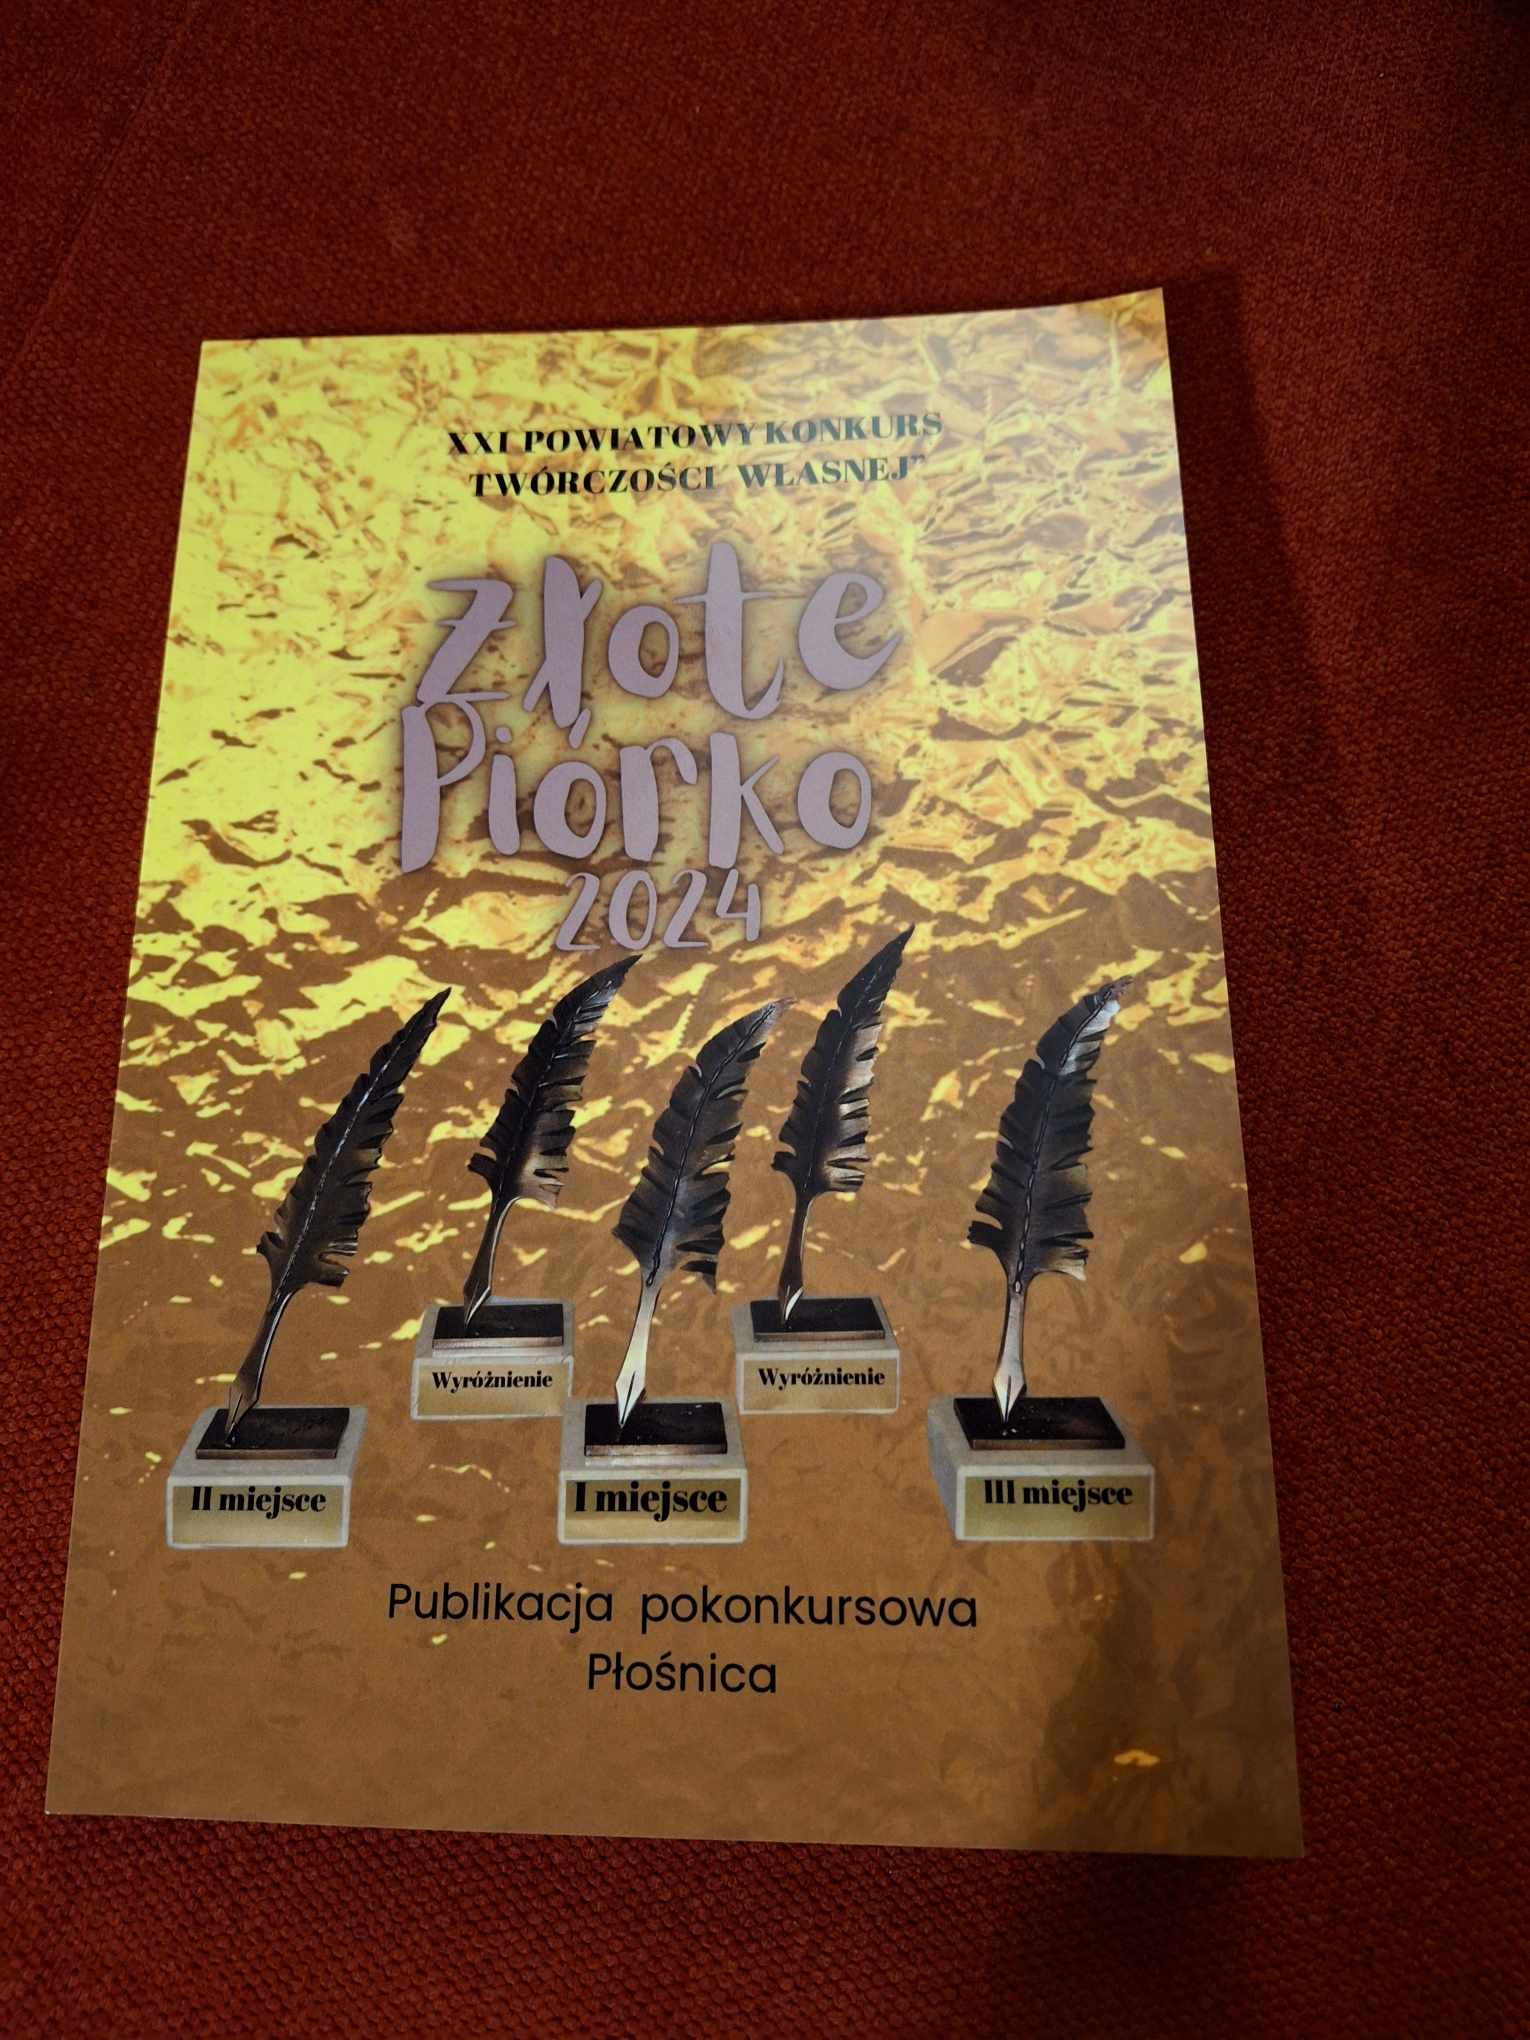 XXI POWIATOWY KONKURS
TWÓRCZOŚCI WŁASNEJ"
Złote
Piórko
2024
Wyróżnienie
Wyróżnienie
II miejsce
I miejsce
III miejsce
Publikacja pokonkursowa
Płośnica